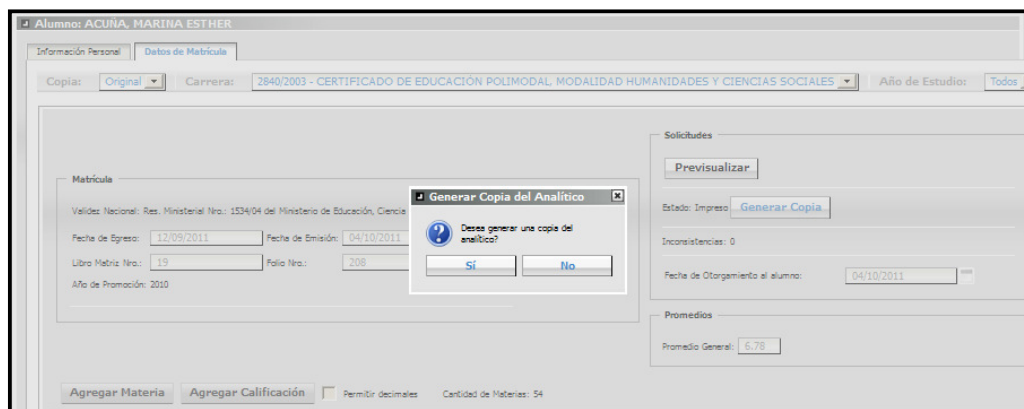 Alumno: ACUÑA, MARINA ESTHER
Información Personal Datos de Matrícula
Copia: Original Carrera: 2840/2003 - CERTIFICADO DE EDUCACIÓN POLIMODAL, MODALIDAD HUMANIDADES Y CIENCIAS SOCIALES Año de Estudio: Todos
Matrícula
Validez Nacional: Res. Ministerial Nro.: 1534/04 del Ministerio de Educación, Ciencia
Fecha de Egreso: 12/09/2011 Fecha de Emisión: 04/10/2011
Libro Matriz Nro.: 19 Folio Nro.: 208
Año de Promoción: 2010
Generar Copia del Analítico
Desea generar una copia del
analítico?
Sí No
Solicitudes
Previsualizar
Estado: Impreso Generar Copia
Inconsistencias: 0
Fecha de Otorgamiento al alumno: 04/10/2011
Promedios
Promedio General: 6.78
Agregar Materia Agregar Calificación Permitir decimales Cantidad de Materias: 54